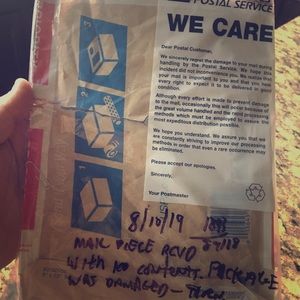 POSTAL SERVICE
WE CARE
Dear Postal Customer,
We sincerely regret the damage to your mail during
handling by the Postal Service. We hope this
incident did not inconvenience you. We realize that
your mail is important to you and that you have
every right to expect it to be delivered in good
condition.
Although every effort is made to prevent damage
to the mail, occasionally this will occur because of
the great volume handled and the rapid processing
methods which must be employed to assure the
most expeditious distribution possible.
We hope you understand. We assure you that we
are constantly striving to improve our processing
methods in order that even a rare occurrence may
be eliminated.
Please accept our apologies.
Sincerely,
Your Postmaster
3
2
1
8/10/19
MAIL PIECE RCVD
WITH NO CONTENTS. PACKAGE
WAS DAMAGED - TORN